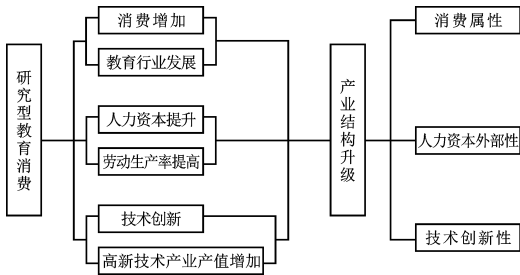 研究型教育消费
消费增加
教育行业发展
人力资本提升
劳动生产率提高
技术创新
高新技术产业产值增加
产业结构升级
消费属性
人力资本外部性
技术创新性